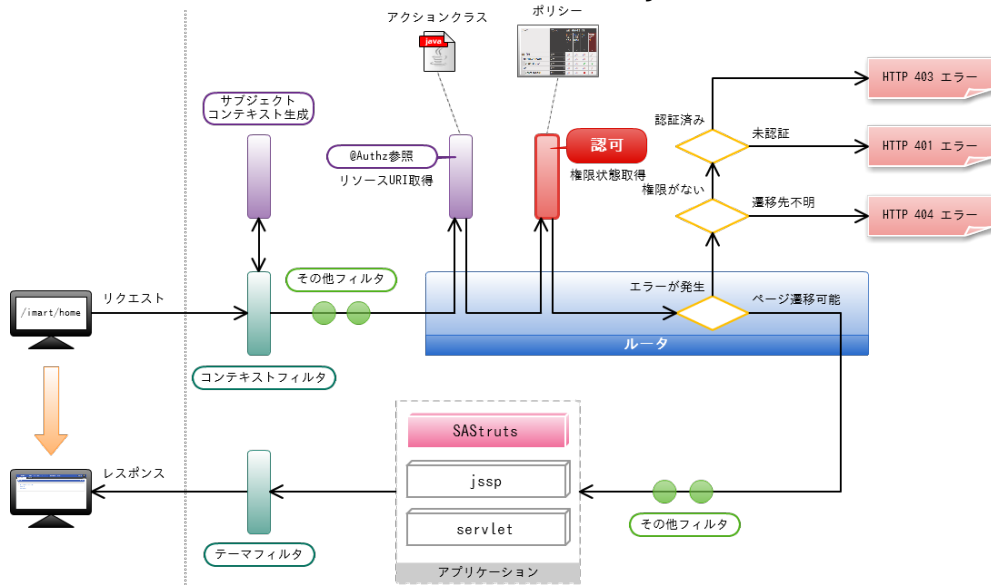 アクションクラス
ポリシー
java
HTTP 403 エラー
サブジェクト
コンテキスト生成
認証済み
未認証
HTTP 401 エラー
@Authz参照
認可
リソースURI取得
権限状態取得
権限がない
遷移先不明
HTTP 404 エラー
その他フィルタ
エラーが発生
ページ遷移可能
リクエスト
/imart/home
ルータ
コンテキストフィルタ
SAStruts
レスポンス
jssp
servlet
その他フィルタ
テーマフィルタ
アプリケーション